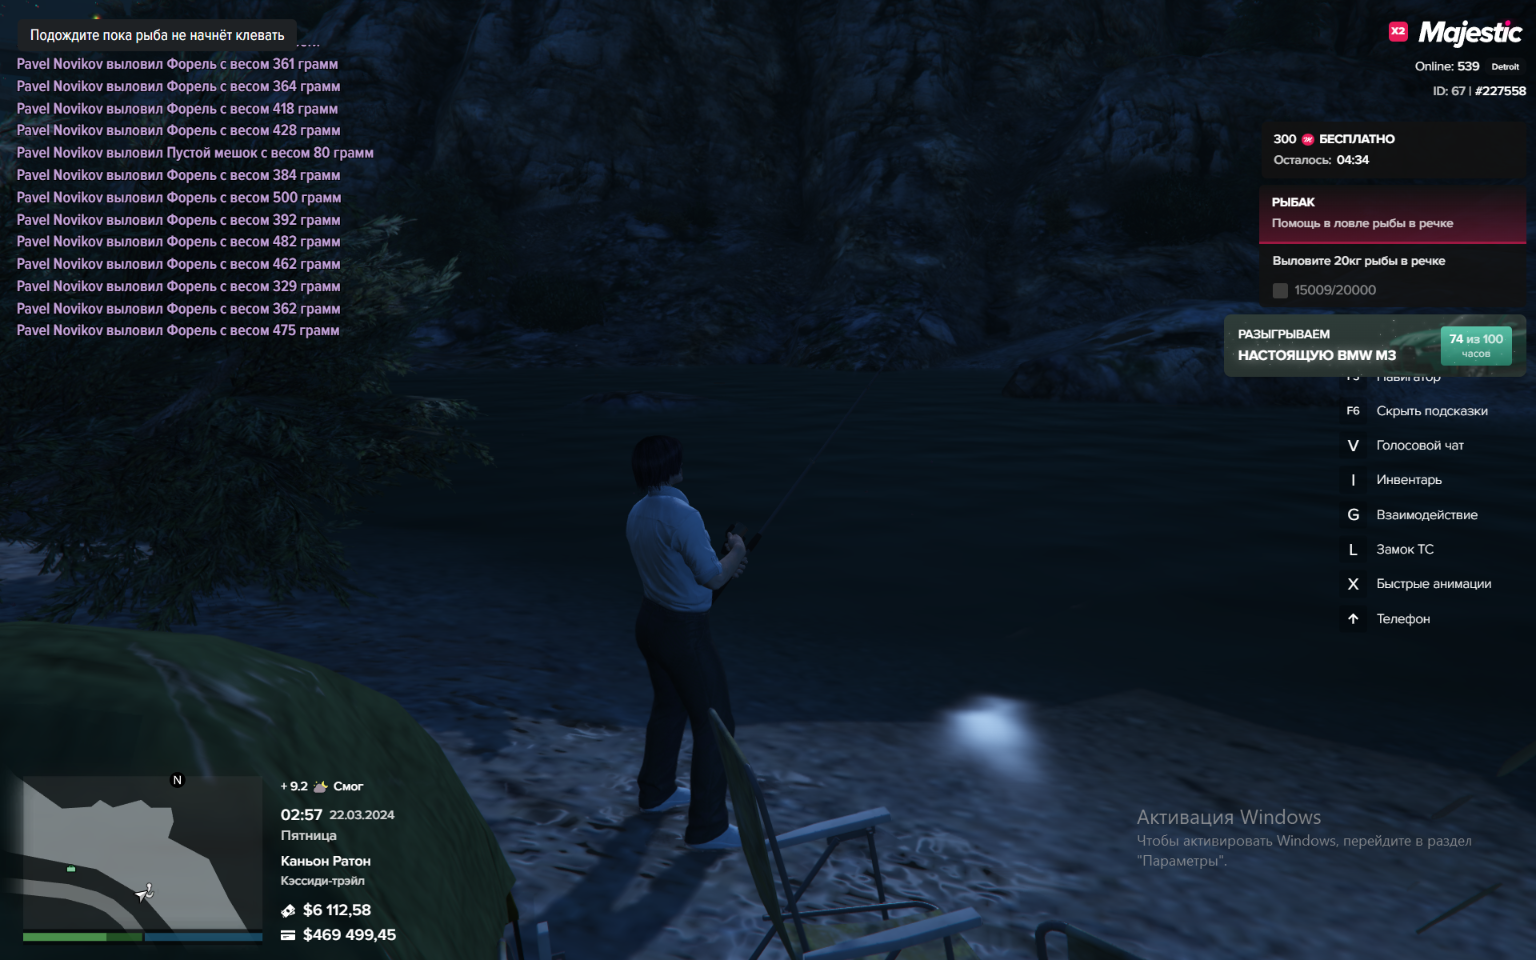 Подождите пока рыба не начнёт клевать
Pavel Novikov выловил Форель с весом 361 грамм
Pavel Novikov выловил Форель с весом 364 грамм
Pavel Novikov выловил Форель с весом 418 грамм
Pavel Novikov выловил Форель с весом 428 грамм
Pavel Novikov выловил Пустой мешок с весом 80 грамм
Pavel Novikov выловил Форель с весом 384 грамм
Pavel Novikov выловил Форель с весом 500 грамм
Pavel Novikov выловил Форель с весом 392 грамм
Pavel Novikov выловил Форель с весом 482 грамм
Pavel Novikov выловил Форель с весом 462 грамм
Pavel Novikov выловил Форель с весом 329 грамм
Pavel Novikov выловил Форель с весом 362 грамм
Pavel Novikov выловил Форель с весом 475 грамм
X2 Majestic
Online: 539 Detroit
ID: 67 | #227558
300 БЕСПЛАТНО
Осталось: 04:34
РЫБАК
Помощь в ловле рыбы в речке
Выловите 20кг рыбы в речке
15009/20000
РАЗЫГРЫВАЕМ
НАСТОЯЩУЮ BMW M3
74 из 100
часов
Навигатор
F6 Скрыть подсказки
V Голосовой чат
I Инвентарь
G Взаимодействие
L Замок ТС
X Быстрые анимации
Телефон
N
+ 9.2 Смог
02:57 22.03.2024
Пятница
Каньон Ратон
Кэссиди-трэйл
$6 112,58
$469 499,45
Активация Windows
Чтобы активировать Windows, перейдите в раздел
"Параметры".